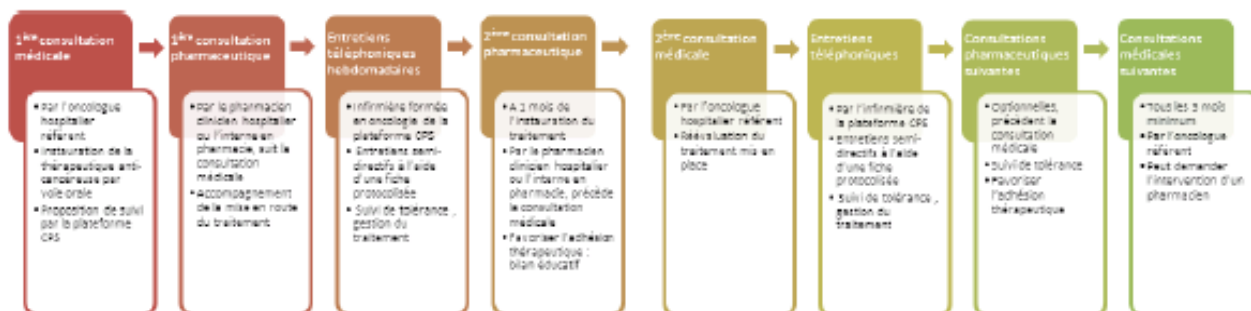 1ère consultation
médicale
• Par l'oncologue
hospitalier
référent
• Instauration de la
thérapeutique anti-
cancéreuse par
voie orale
• Proposition de suivi
par la plateforme
CPS
1ère consultation
pharmaceutique
• Par le pharmacien
clinicien hospitalier
ou l'interne en
pharmacie, suit la
consultation
médicale
• Accompagnement
de la mise en route
du traitement
Entretiens
téléphoniques
hebdomadaires
• Infirmière formée
en oncologie de la
plateforme CPS
• Entretiens semi-
directifs à l'aide
d'une fiche
protocolisée
• Suivi de tolérance,
gestion du
traitement
2ème consultation
pharmaceutique
• A 1 mois de
l'instauration du
traitement
• Par le pharmacien
clinicien hospitalier
ou l'interne en
pharmacie, précède
la consultation
médicale
• Favoriser l'adhésion
thérapeutique :
bilan éducatif
2ème consultation
médicale
• Par l'oncologue
hospitalier référent
• Réévaluation du
traitement mis en
place
Entretiens
téléphoniques
• Par l'infirmière de
la plateforme CPS
• Entretiens semi-
directifs à l'aide
d'une fiche
protocolisée
• Suivi de tolérance,
gestion du
traitement
Consultations
pharmaceutiques
suivantes
• Optionnelles,
précèdent la
consultation
médicale
• Suivi de tolérance
• Favoriser
l'adhésion
thérapeutique
Consultations
médicales
suivantes
• Tous les 3 mois
minimum
• Par l'oncologue
référent
• Peut demander
l'intervention d'un
pharmacien